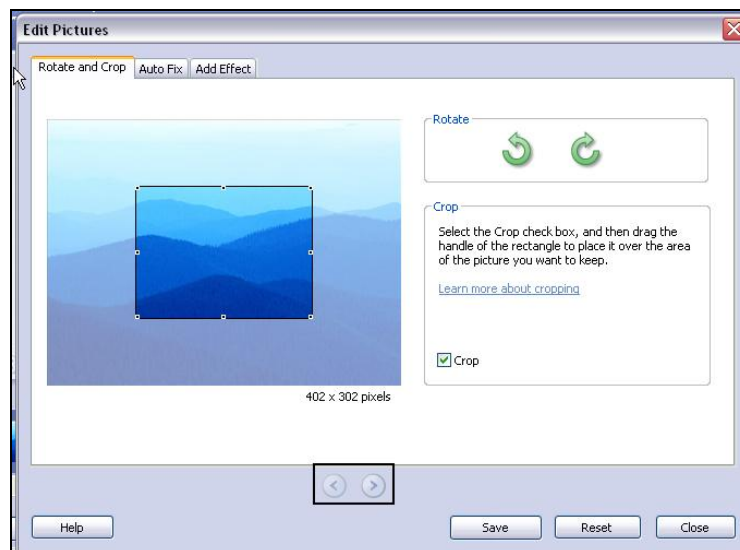 Edit Pictures
Rotate and Crop
Auto Fix
Add Effect
Rotate
Crop
Select the Crop check box, and then drag the
handle of the rectangle to place it over the area
of the picture you want to keep.
Learn more about cropping
Crop
402 x 302 pixels
Help
Save
Reset
Close